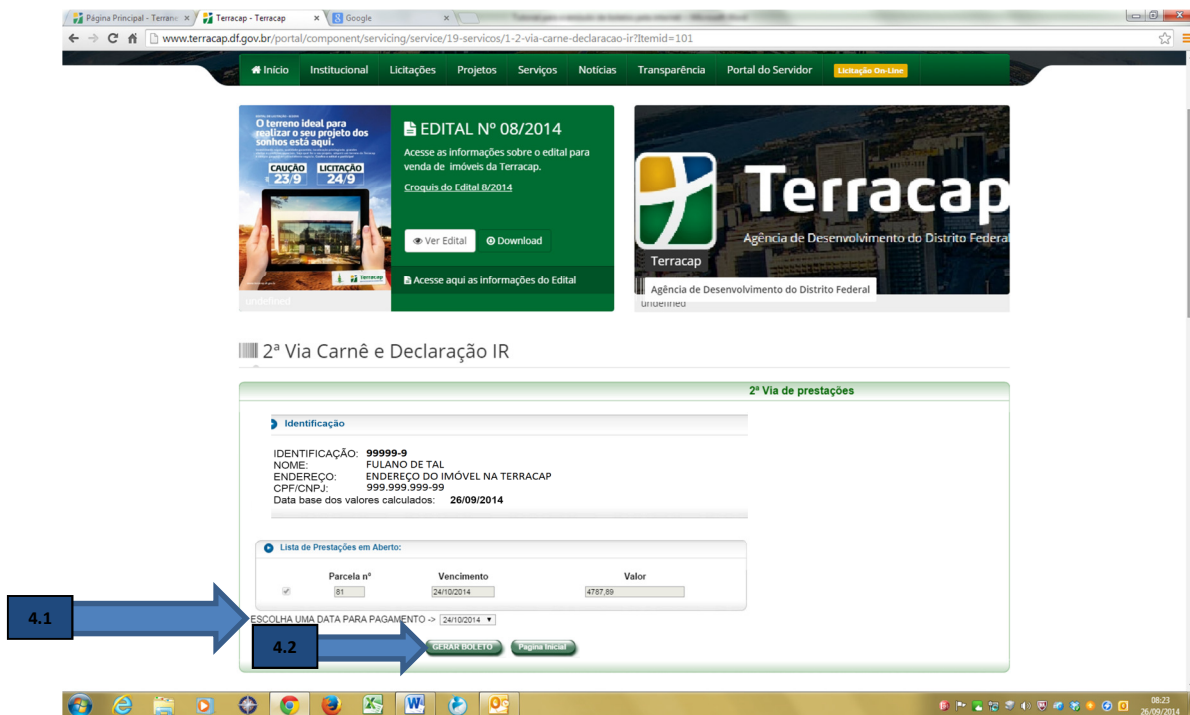 Página Principal - Terrano
Terracap - Terracap
Google
www.terracap.df.gov.br/portal/component/servicing/service/19-servicos/1-2-via-carne-declaracao-ir?Itemid=101
Início Institucional Licitações Projetos Serviços Notícias Transparência Portal do Servidor Licitação On-Line
O terreno ideal para
realizar o seu projeto dos
sonhos está aqui.
CAUÇÃO 23/9
LICITAÇÃO 24/9
terracap
undefined
EDITAL Nº 08/2014
Acesse as informações sobre o edital para
venda de imóveis da Terracap.
Croquis do Edital 8/2014
Ver Edital
Download
Acesse aqui as informações do Edital
Terracap
Agência de Desenvolvimento do Distrito Federal
Terracap
Agência de Desenvolvimento do Distrito Federal
undefined
2ª Via Carnê e Declaração IR
2ª Via de prestações
Identificação
IDENTIFICAÇÃO: 99999-9
NOME: FULANO DE TAL
ENDEREÇO: ENDEREÇO DO IMÓVEL NA TERRACAP
CPF/CNPJ: 999.999.999-99
Data base dos valores calculados: 26/09/2014
Lista de Prestações em Aberto:
Parcela nº Vencimento Valor
81 24/10/2014 4787,89
4.1
ESCOLHA UMA DATA PARA PAGAMENTO -> 24/10/2014
4.2
GERAR BOLETO
Pagina Inicial
08:23
26/09/2014